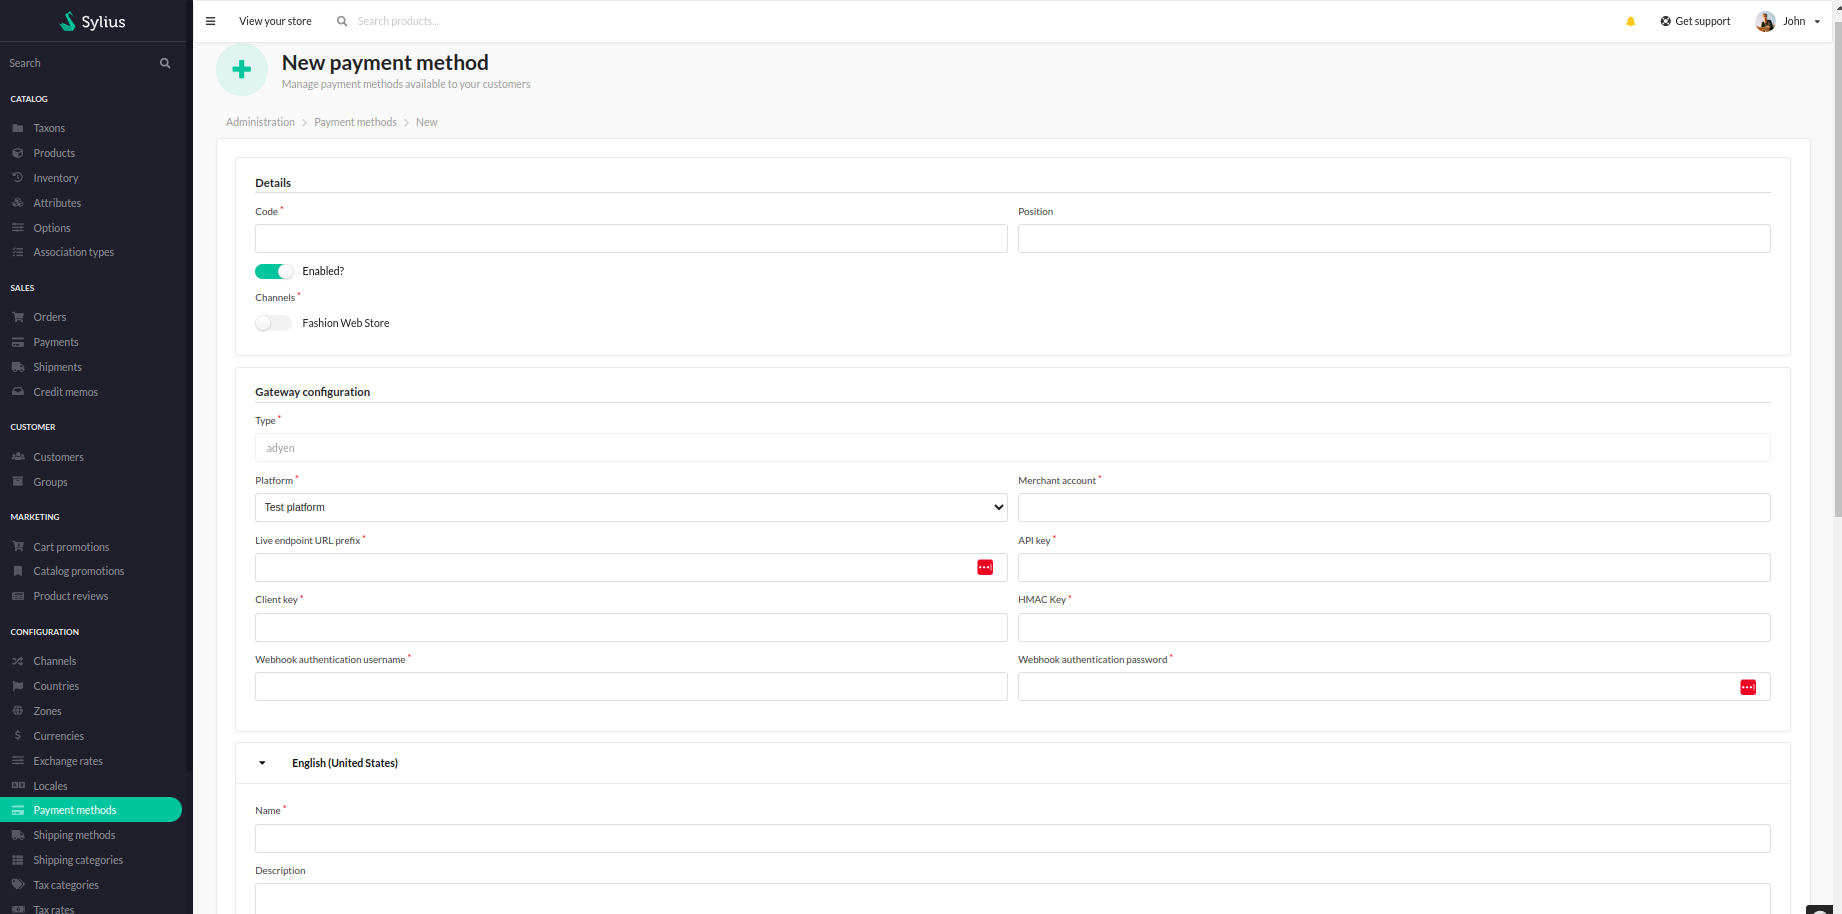 Sylius
Search
CATALOG
Taxons
Products
Inventory
Attributes
Options
Association types
SALES
Orders
Payments
Shipments
Credit memos
CUSTOMER
Customers
Groups
MARKETING
Cart promotions
Catalog promotions
Product reviews
CONFIGURATION
Channels
Countries
Zones
Currencies
Exchange rates
Locales
Payment methods
Shipping methods
Shipping categories
Tax categories
Tax rates
View your store
Search products...
Get support
John
New payment method
Manage payment methods available to your customers
Administration > Payment methods > New
Details
Code *
Position
Enabled?
Channels *
Fashion Web Store
Gateway configuration
Type *
adyen
Platform *
Test platform
Merchant account *
Live endpoint URL prefix *
API key *
Client key *
HMAC Key *
Webhook authentication username *
Webhook authentication password *
English (United States)
Name *
Description